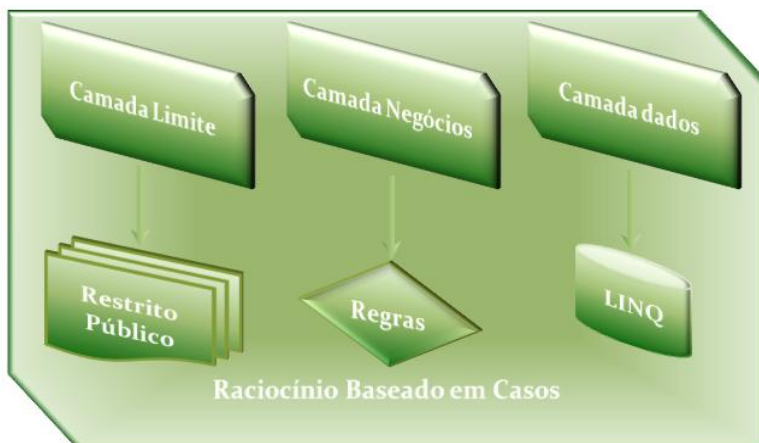 Camada Limite
Camada Negócios
Camada dados
Restrito
Público
Regras
LINQ
Raciocínio Baseado em Casos